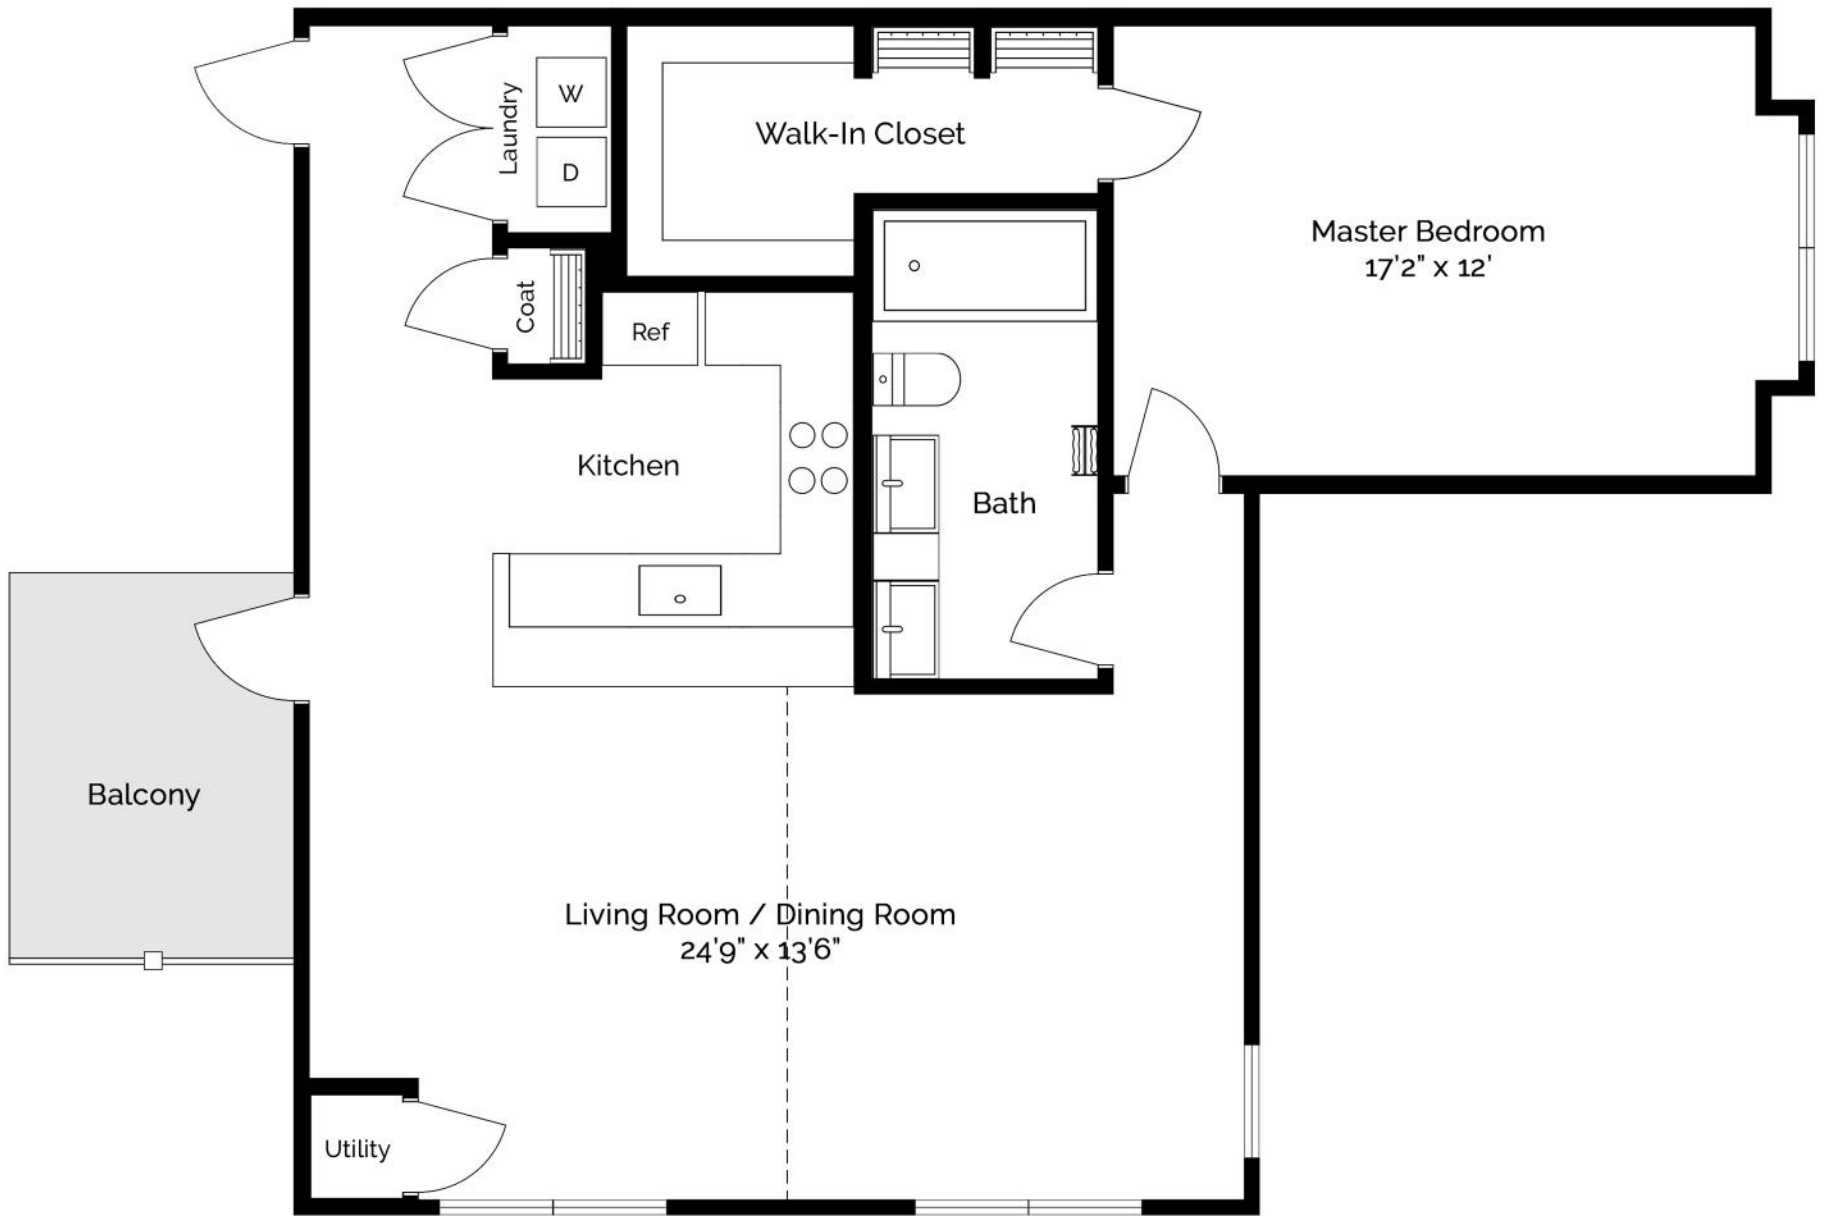 W
Laundry
D
Walk-In Closet
Master Bedroom
17'2" x 12'
Coat
Ref
Kitchen
Bath
Balcony
Living Room / Dining Room
24'9" x 13'6"
Utility